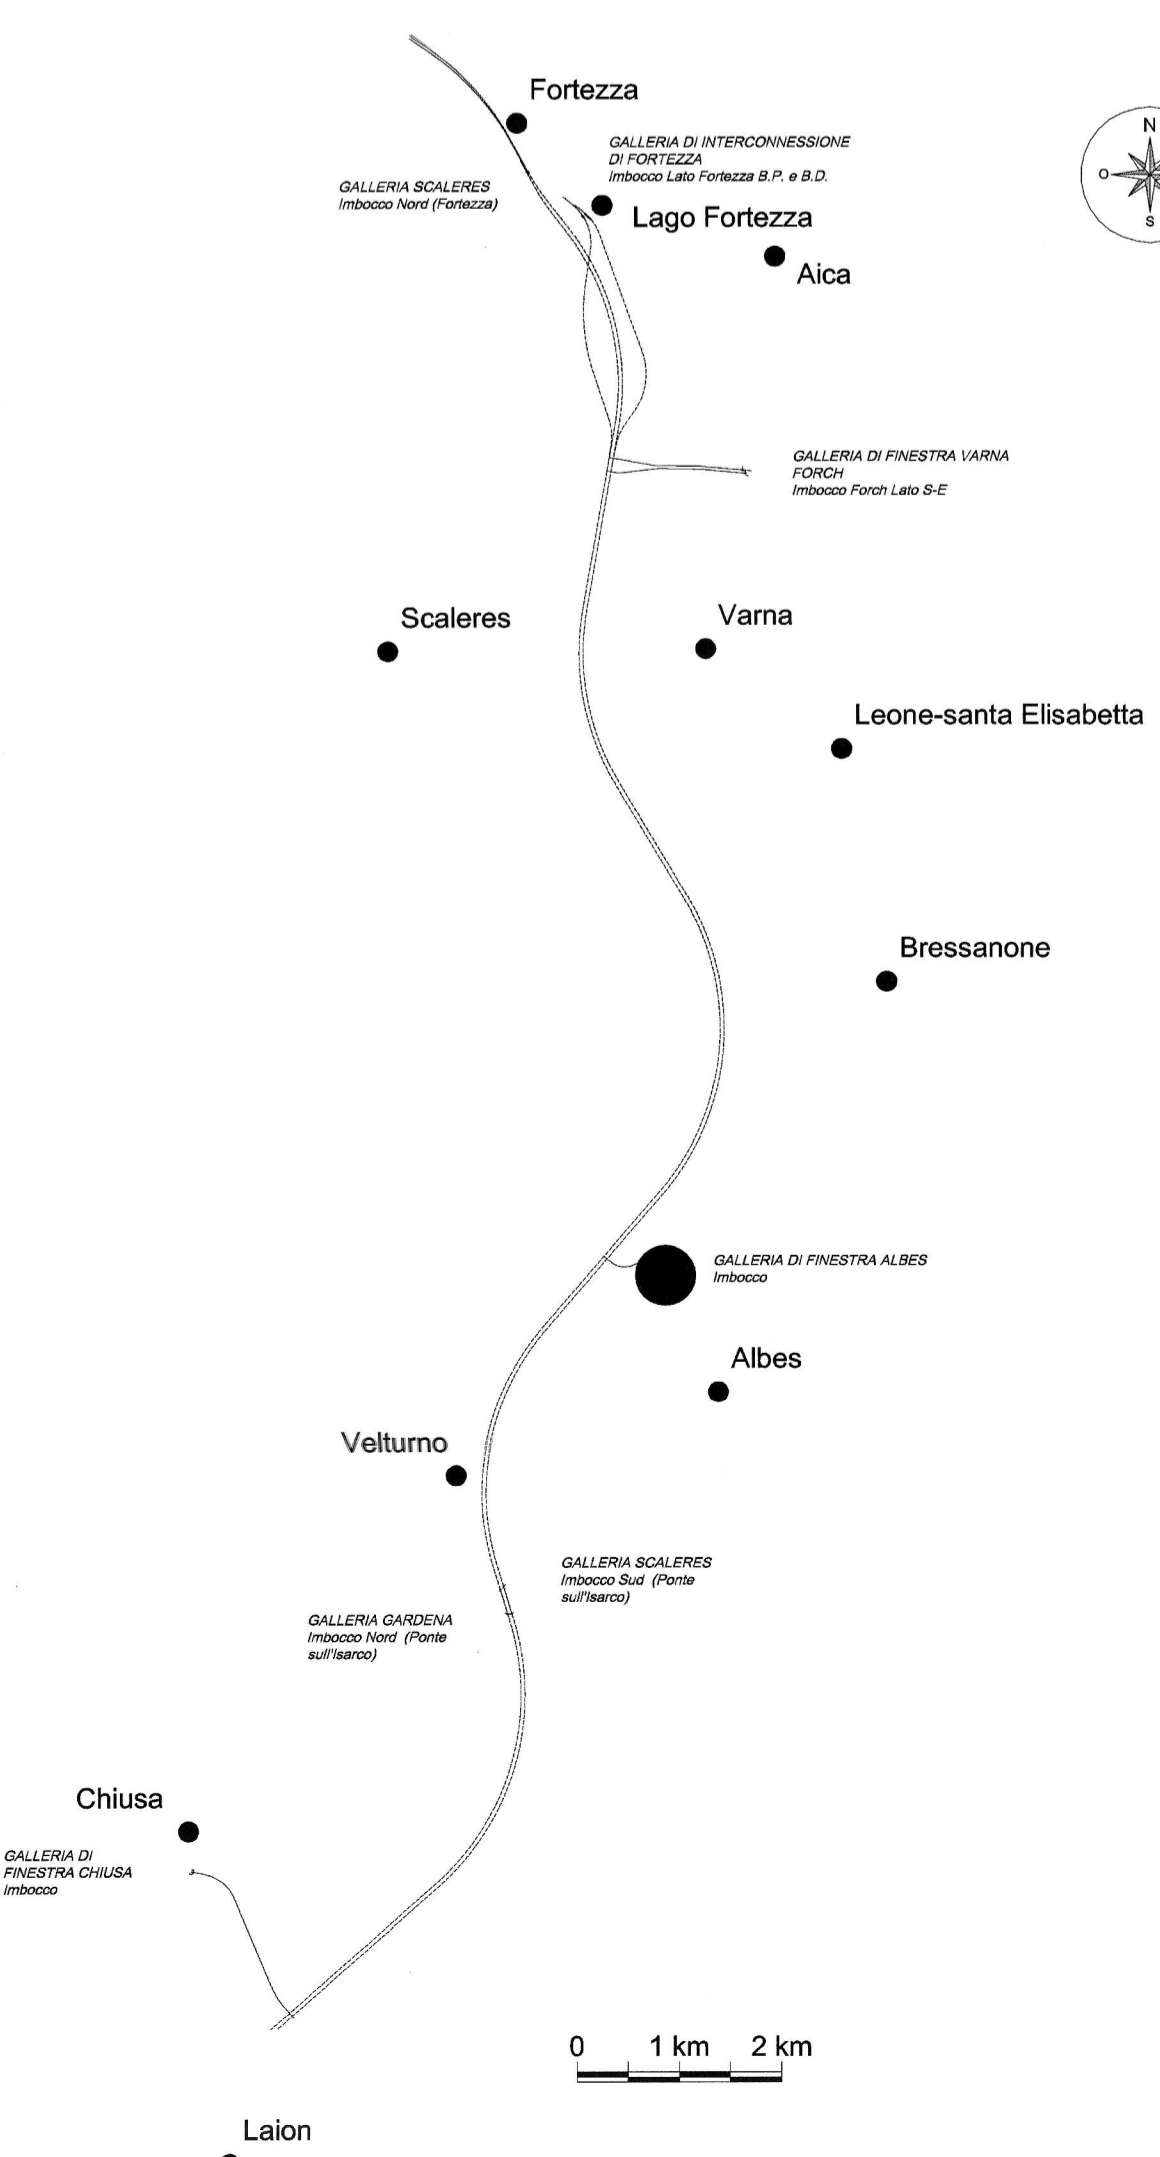 Fortezza
N
GALLERIA DI INTERCONNESSIONE
DI FORTEZZA
Imbocco Lato Fortezza B.P. e B.D.
O
GALLERIA SCALERES
Imbocco Nord (Fortezza)
Lago Fortezza
S
Aica
GALLERIA DI FINESTRA VARNA
FORCH
Imbocco Forch Lato S-E
Scaleres
Varna
Leone-santa Elisabetta
Bressanone
GALLERIA DI FINESTRA ALBES
Imbocco
Albes
Velturno
GALLERIA SCALERES
Imbocco Sud (Ponte
sull'Isarco)
GALLERIA GARDENA
Imbocco Nord (Ponte
sull'Isarco)
Chiusa
GALLERIA DI
FINESTRA CHIUSA
Imbocco
0 1 km 2 km
Laion